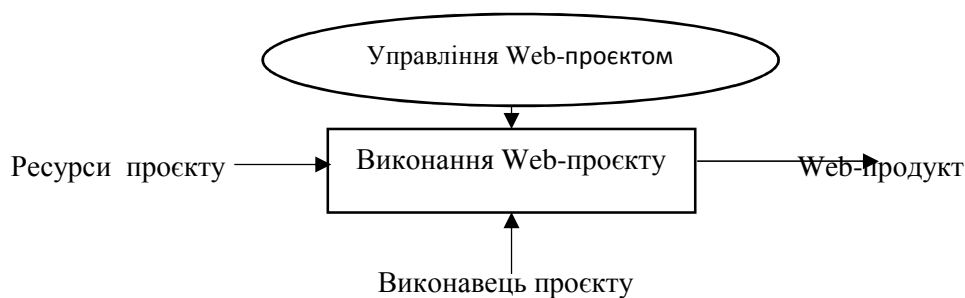 Управління Web-проєктом
Ресурси проєкту
Виконання Web-проєкту
Web-продукт
Виконавець проєкту